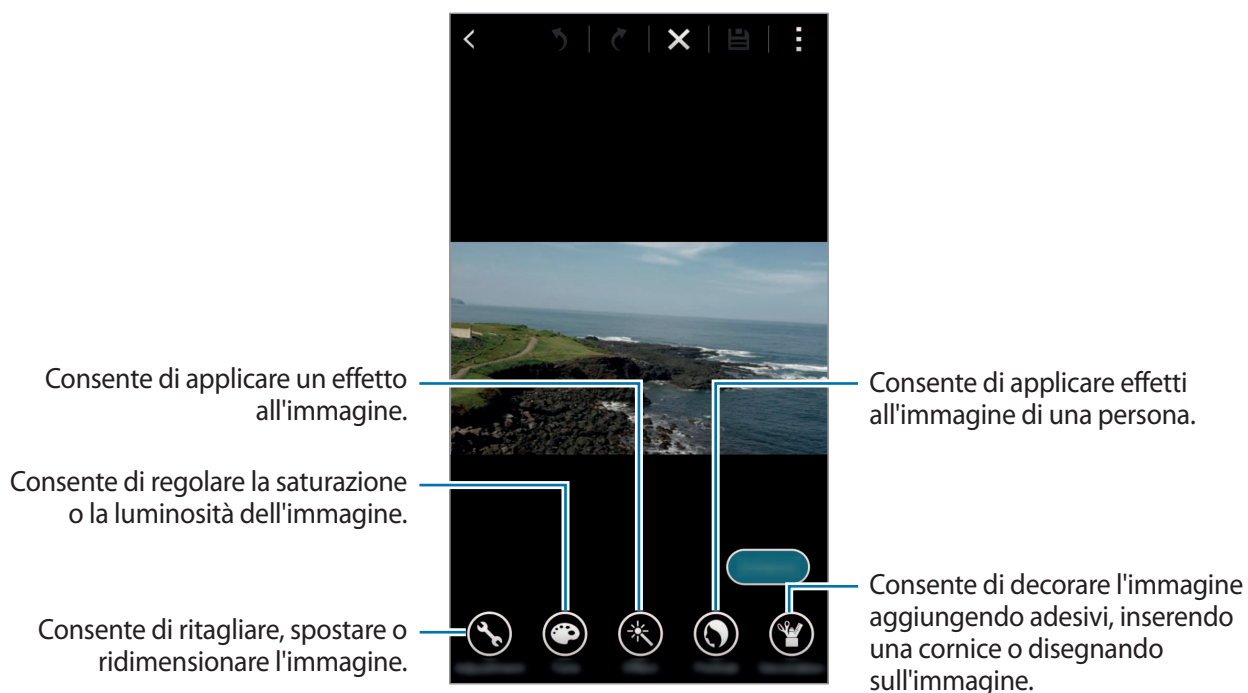 Consente di applicare un effetto
all'immagine.
Consente di regolare la saturazione
o la luminosità dell'immagine.
Consente di ritagliare, spostare o
ridimensionare l'immagine.
Consente di applicare effetti
all'immagine di una persona.
Consente di decorare l'immagine
aggiungendo adesivi, inserendo
una cornice o disegnando
sull'immagine.